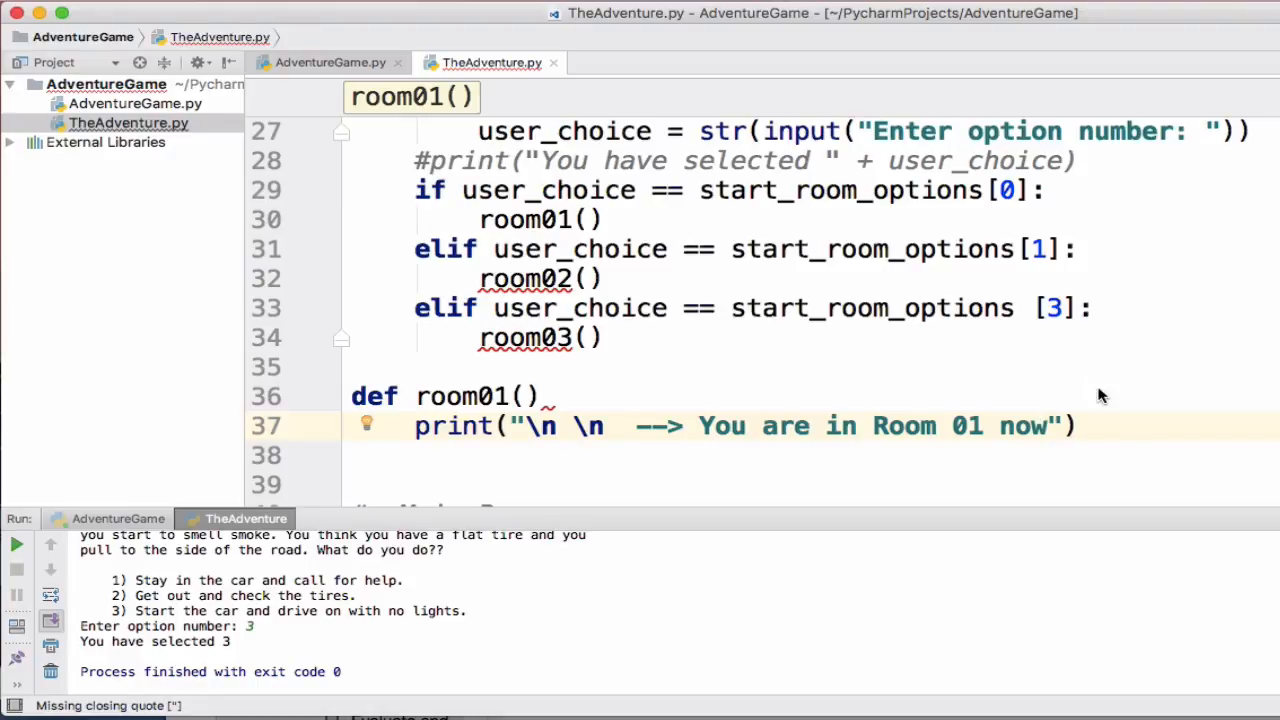 TheAdventure.py - AdventureGame - [~/PycharmProjects/AdventureGame]
AdventureGame TheAdventure.py
Project AdventureGame.py TheAdventure.py
AdventureGame ~/Pycharm
AdventureGame.py
TheAdventure.py
External Libraries
room01()
27 user_choice = str(input("Enter option number: "))
28 #print("You have selected " + user_choice)
29 if user_choice == start_room_options[0]:
30 room01()
31 elif user_choice == start_room_options[1]:
32 room02()
33 elif user_choice == start_room_options [3]:
34 room03()
35
36 def room01()
37 print("\n \n  --> You are in Room 01 now")
38
39
Run: AdventureGame TheAdventure
you start to smell smoke. You think you have a flat tire and you
pull to the side of the road. What do you do??
1) Stay in the car and call for help.
2) Get out and check the tires.
3) Start the car and drive on with no lights.
Enter option number: 3
You have selected 3
Process finished with exit code 0
Missing closing quote ["]